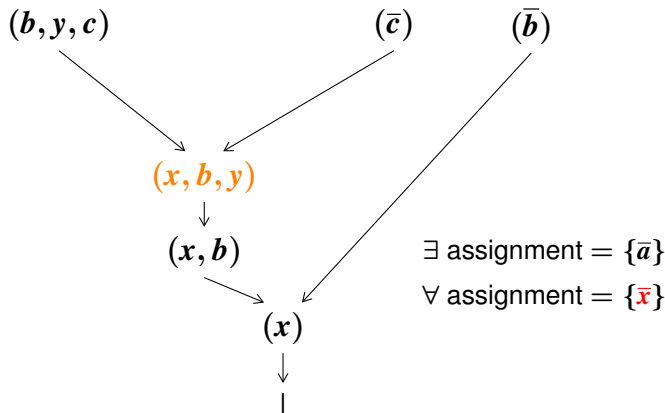 (b, y, c) (c̅) (b̅)
(x, b, y)
(x, b)
∃ assignment = {a̅}
∀ assignment = {x̅}
(x)